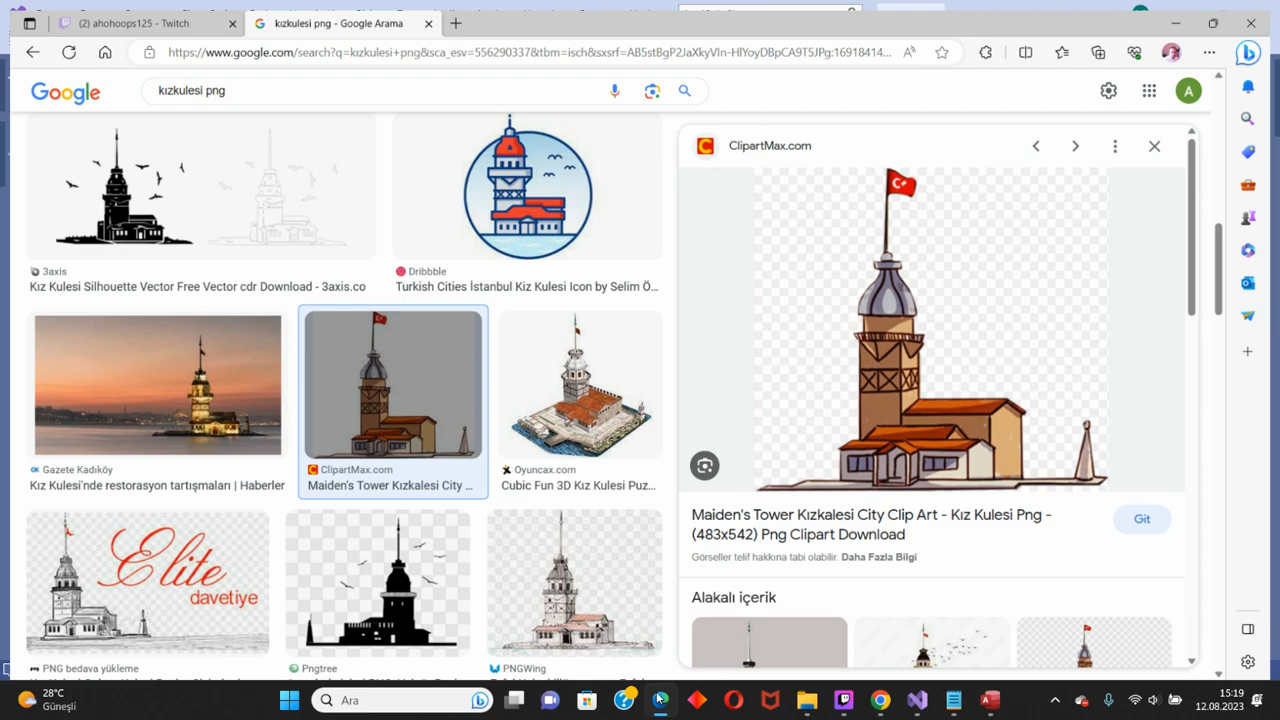 (2) ahohoops125 - Twitch
kızkulesi png - Google Arama
https://www.google.com/search?q=kızkulesi+png&sca_esv=556290337&tbm=isch&sxsrf=AB5stBgP2JaXkyVIn-HlYoyDBpCA9T5JPg:16918414...
Google
kızkulesi png
A
3axis
Kız Kulesi Silhouette Vector Free Vector cdr Download - 3axis.co
Dribbble
Turkish Cities İstanbul Kiz Kulesi Icon by Selim Ö...
Gazete Kadıköy
Kız Kulesi'nde restorasyon tartışmaları | Haberler
ClipartMax.com
Maiden's Tower Kızkalesi City ...
Oyuncax.com
Cubic Fun 3D Kız Kulesi Puz...
Elite
davetiye
PNG bedava yükleme
Pngtree
PNGWing
ClipartMax.com
Maiden's Tower Kızkalesi City Clip Art - Kız Kulesi Png -
(483x542) Png Clipart Download
Git
Görseller telif hakkına tabi olabilir. Daha Fazla Bilgi
Alakalı içerik
28°C
Güneşli
Ara
15:19
12.08.2023